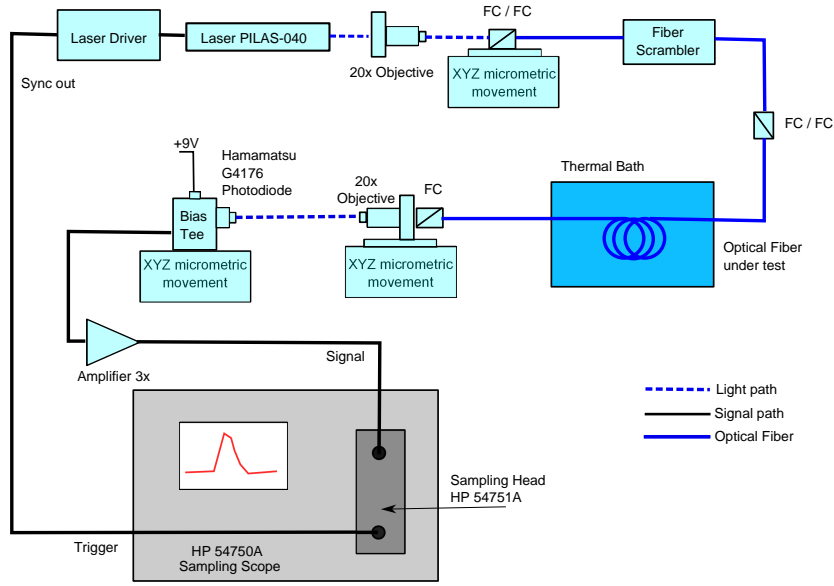 Laser Driver
Laser PILAS-040
Sync out
20x Objective
FC / FC
XYZ micrometric
movement
Fiber
Scrambler
FC / FC
+9V
Hamamatsu
G4176
Photodiode
Bias
Tee
XYZ micrometric
movement
20x
Objective
FC
XYZ micrometric
movement
Thermal Bath
Optical Fiber
under test
Amplifier 3x
Signal
Light path
Signal path
Optical Fiber
Sampling Head
HP 54751A
Trigger
HP 54750A
Sampling Scope